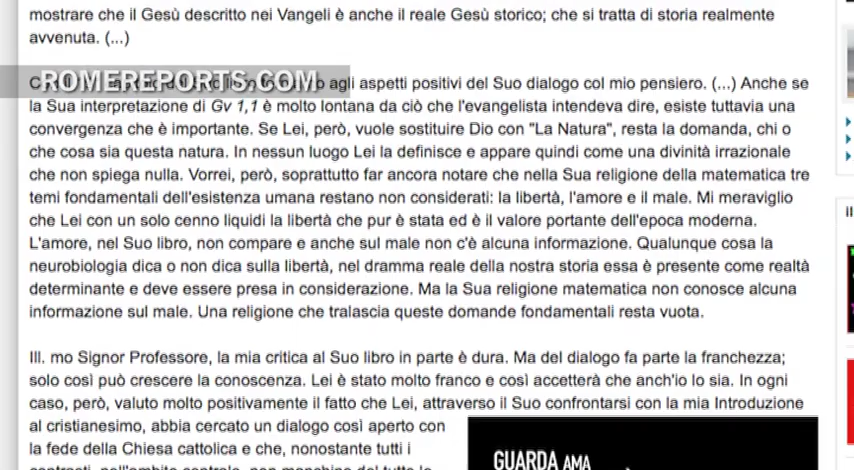 mostrare che il Gesù descritto nei Vangeli è anche il reale Gesù storico; che si tratta di storia realmente
avvenuta. (...)
ROMEREPORTS.COM
agli aspetti positivi del Suo dialogo col mio pensiero. (...) Anche se
la Sua interpretazione di Gv 1,1 è molto lontana da ciò che l'evangelista intendeva dire, esiste tuttavia una
convergenza che è importante. Se Lei, però, vuole sostituire Dio con "La Natura", resta la domanda, chi o
che cosa sia questa natura. In nessun luogo Lei la definisce e appare quindi come una divinità irrazionale
che non spiega nulla. Vorrei, però, soprattutto far ancora notare che nella Sua religione della matematica tre
temi fondamentali dell'esistenza umana restano non considerati: la libertà, l'amore e il male. Mi meraviglio
che Lei con un solo cenno liquidi la libertà che pur è stata ed è il valore portante dell'epoca moderna.
L'amore, nel Suo libro, non compare e anche sul male non c'è alcuna informazione. Qualunque cosa la
neurobiologia dica o non dica sulla libertà, nel dramma reale della nostra storia essa è presente come realtà
determinante e deve essere presa in considerazione. Ma la Sua religione matematica non conosce alcuna
informazione sul male. Una religione che tralascia queste domande fondamentali resta vuota.
Ill. mo Signor Professore, la mia critica al Suo libro in parte è dura. Ma del dialogo fa parte la franchezza;
solo così può crescere la conoscenza. Lei è stato molto franco e così accetterà che anch'io lo sia. In ogni
caso, però, valuto molto positivamente il fatto che Lei, attraverso il Suo confrontarsi con la mia Introduzione
al cristianesimo, abbia cercato un dialogo così aperto con
la fede della Chiesa cattolica e che, nonostante tutti i
GUARDA AMA
il